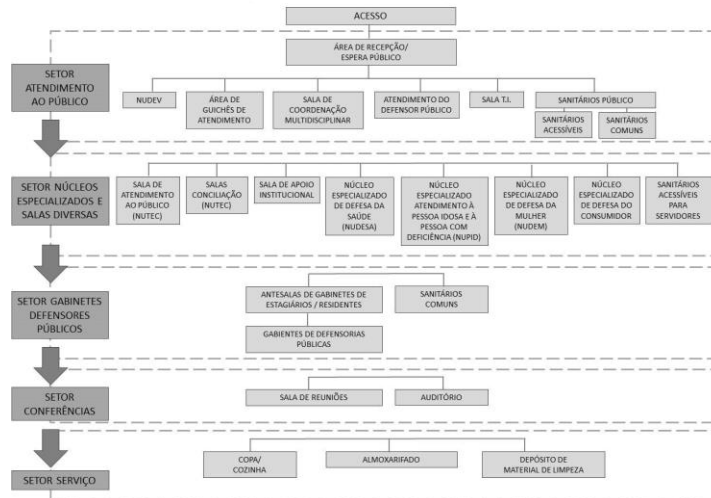 ACESSO
ÁREA DE RECEPÇÃO/
ESPERA PÚBLICO
SETOR
ATENDIMENTO
AO PÚBLICO
NUDEV
ÁREA DE
GUICHÊS DE
ATENDIMENTO
SALA DE
COORDENAÇÃO
MULTIDISCIPLINAR
ATENDIMENTO DO
DEFENSOR PÚBLICO
SALA T.I.
SANITÁRIOS PÚBLICO
SANITÁRIOS
ACESSÍVEIS
SANITÁRIOS
COMUNS
SETOR NÚCLEOS
ESPECIALIZADOS E
SALAS DIVERSAS
SALA DE
ATENDIMENTO
AO PÚBLICO
(NUTEC)
SALAS
CONCILIAÇÃO
(NUTEC)
SALA DE APOIO
INSTITUCIONAL
NÚCLEO
ESPECIALIZADO
DE DEFESA DA
SAÚDE (NUDESA)
NÚCLEO
ESPECIALIZADO
ATENDIMENTO À
PESSOA IDOSA E À
PESSOA COM
DEFICIÊNCIA (NUPID)
NÚCLEO
ESPECIALIZADO
DE DEFESA DA
MULHER
(NUDEM)
NÚCLEO
ESPECIALIZADO
DE DEFESA DO
CONSUMIDOR
SANITÁRIOS
ACESSÍVEIS
PARA
SERVIDORES
SETOR GABINETES
DEFENSORES
PÚBLICOS
ANTESALAS DE GABINETES DE
ESTAGIÁRIOS / RESIDENTES
SANITÁRIOS
COMUNS
GABIENTES DE DEFENSORIAS
PÚBLICAS
SETOR
CONFERÊNCIAS
SALA DE REUNIÕES
AUDITÓRIO
SETOR SERVIÇO
COPA/
COZINHA
ALMOXARIFADO
DEPÓSITO DE
MATERIAL DE LIMPEZA